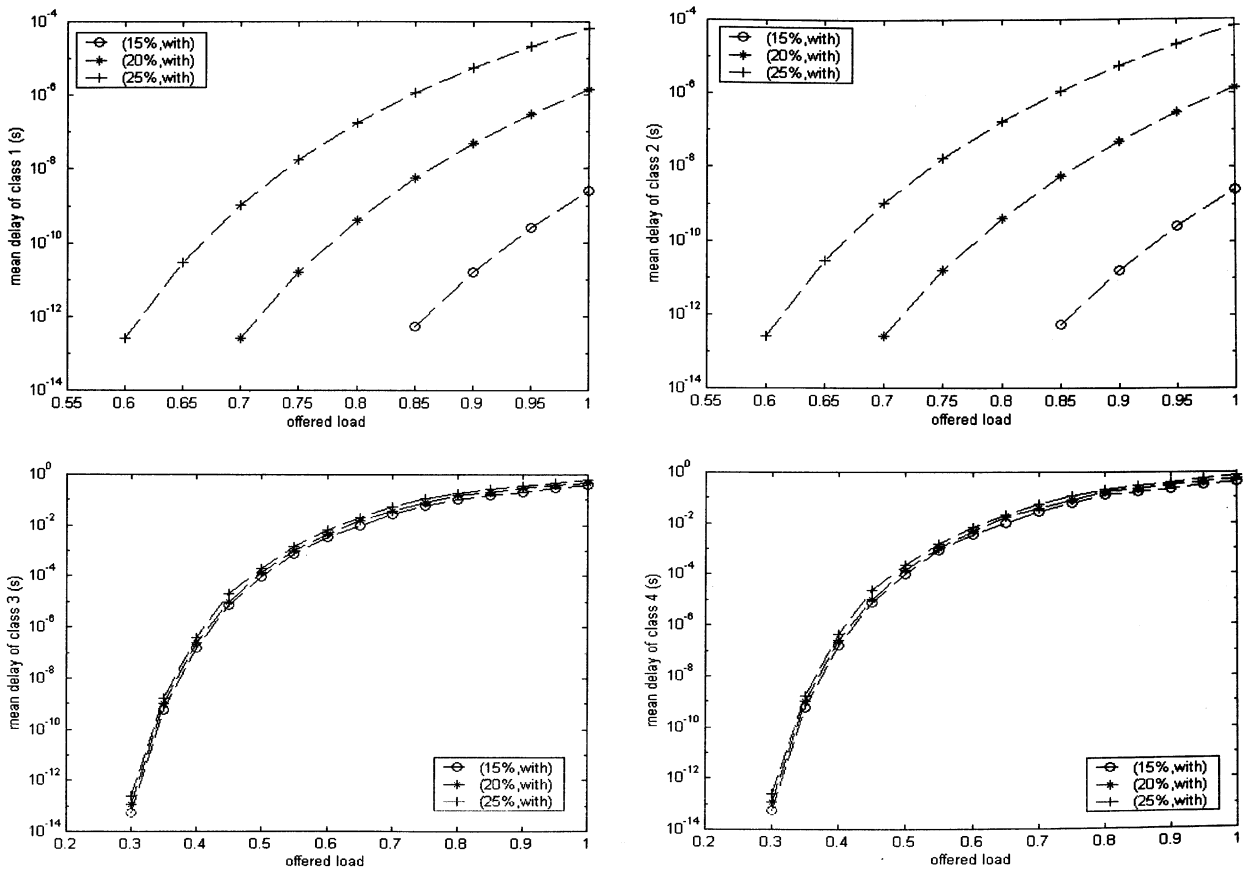 10^-4
10^-6
10^-8
10^-10
10^-12
10^-14
mean delay of class 1 (s)
(15%,with)
(20%,with)
(25%,with)
0.55 0.6 0.65 0.7 0.75 0.8 0.85 0.9 0.95 1
offered load
10^-4
10^-6
10^-8
10^-10
10^-12
10^-14
mean delay of class 2 (s)
(15%,with)
(20%,with)
(25%,with)
0.55 0.6 0.65 0.7 0.75 0.8 0.85 0.9 0.95 1
offered load
10^0
10^-2
10^-4
10^-6
10^-8
10^-10
10^-12
10^-14
mean delay of class 3 (s)
(15%,with)
(20%,with)
(25%,with)
0.2 0.3 0.4 0.5 0.6 0.7 0.8 0.9 1
offered load
10^0
10^-2
10^-4
10^-6
10^-8
10^-10
10^-12
10^-14
mean delay of class 4 (s)
(15%,with)
(20%,with)
(25%,with)
0.2 0.3 0.4 0.5 0.6 0.7 0.8 0.9 1
offered load